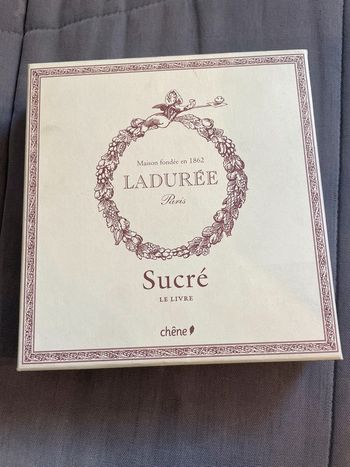 Maison fondée en 1862
LADURÉE
Paris
Sucré
LE LIVRE
chêne